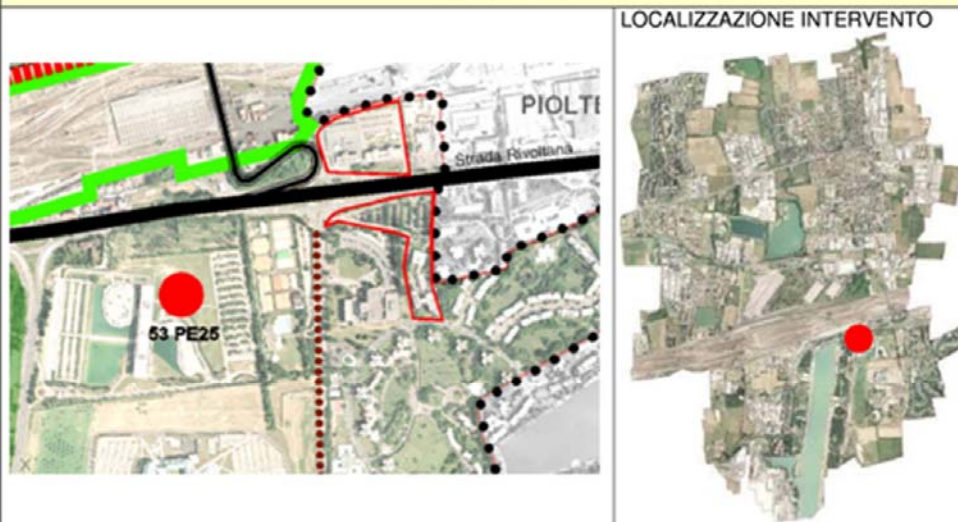 LOCALIZZAZIONE INTERVENTO
PIOLTE
Strada Rivoltana
53 PE25